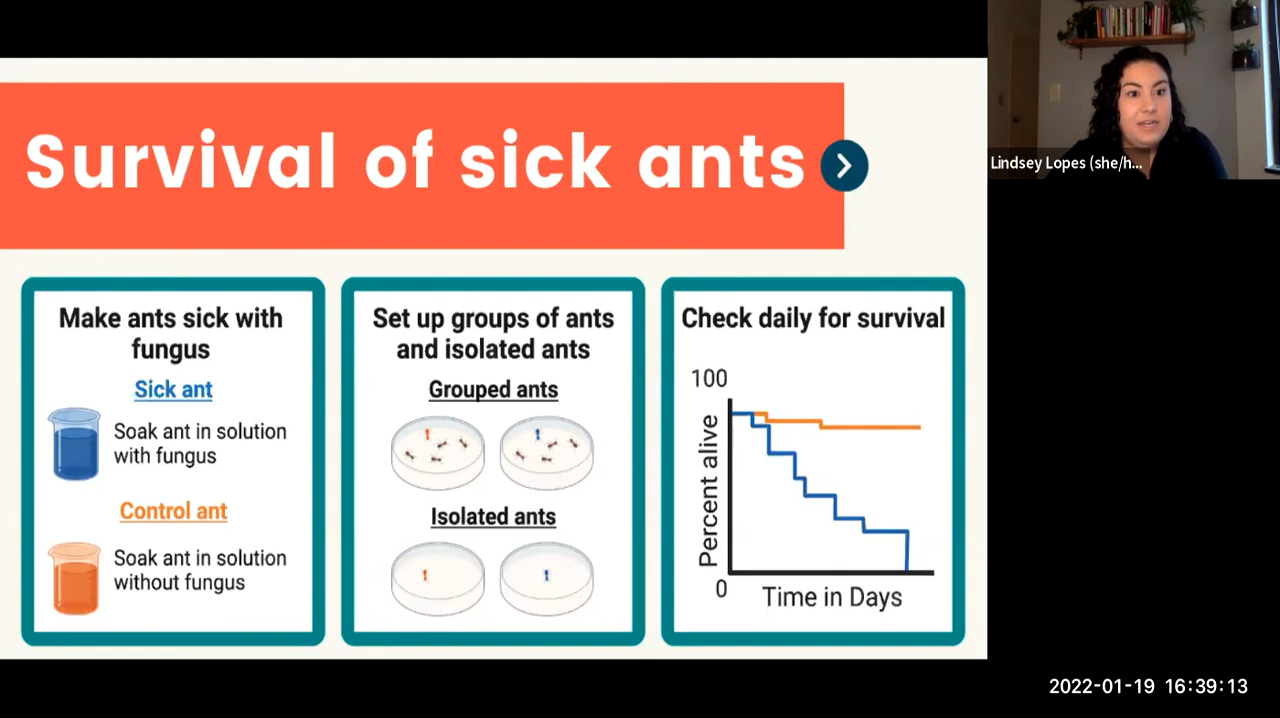 Survival of sick ants
Lindsey Lopes (she/h...
Make ants sick with
fungus
Sick ant
Soak ant in solution
with fungus
Control ant
Soak ant in solution
without fungus
Set up groups of ants
and isolated ants
Grouped ants
Isolated ants
Check daily for survival
100
Percent alive
0
Time in Days
2022-01-19 16:39:13